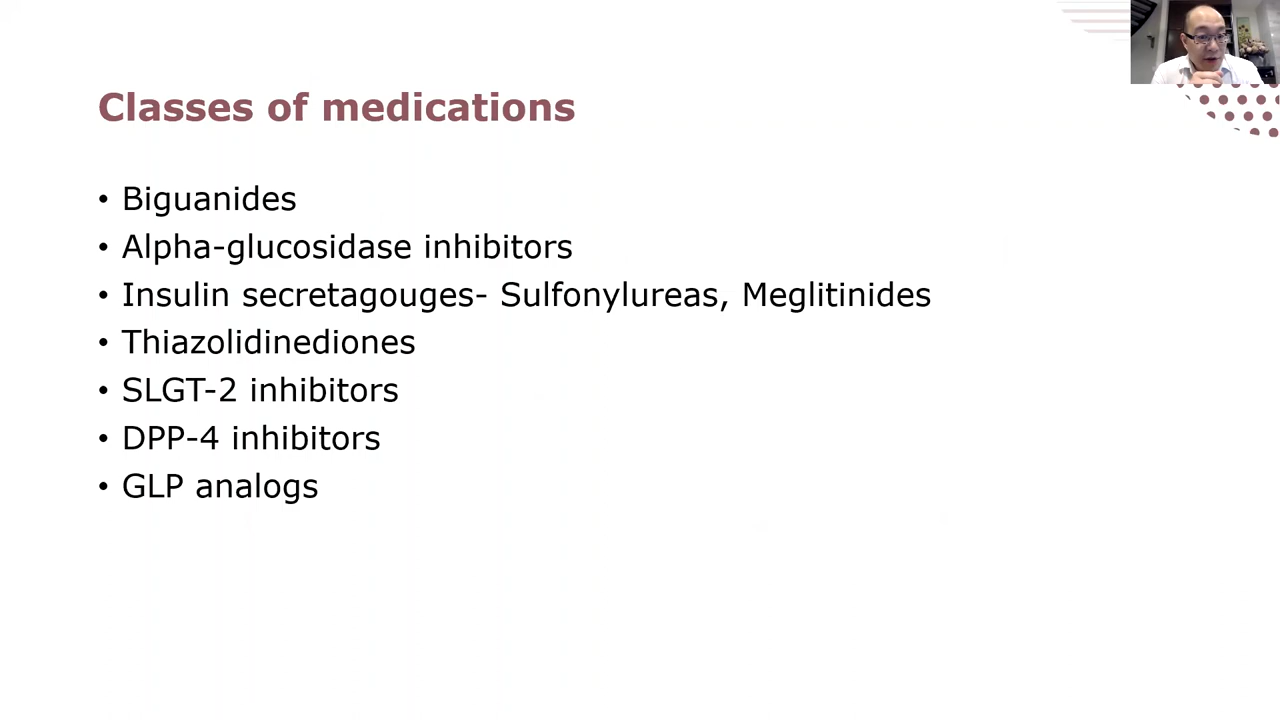 Classes of medications
• Biguanides
• Alpha-glucosidase inhibitors
• Insulin secretagouges- Sulfonylureas, Meglitinides
• Thiazolidinediones
• SLGT-2 inhibitors
• DPP-4 inhibitors
• GLP analogs